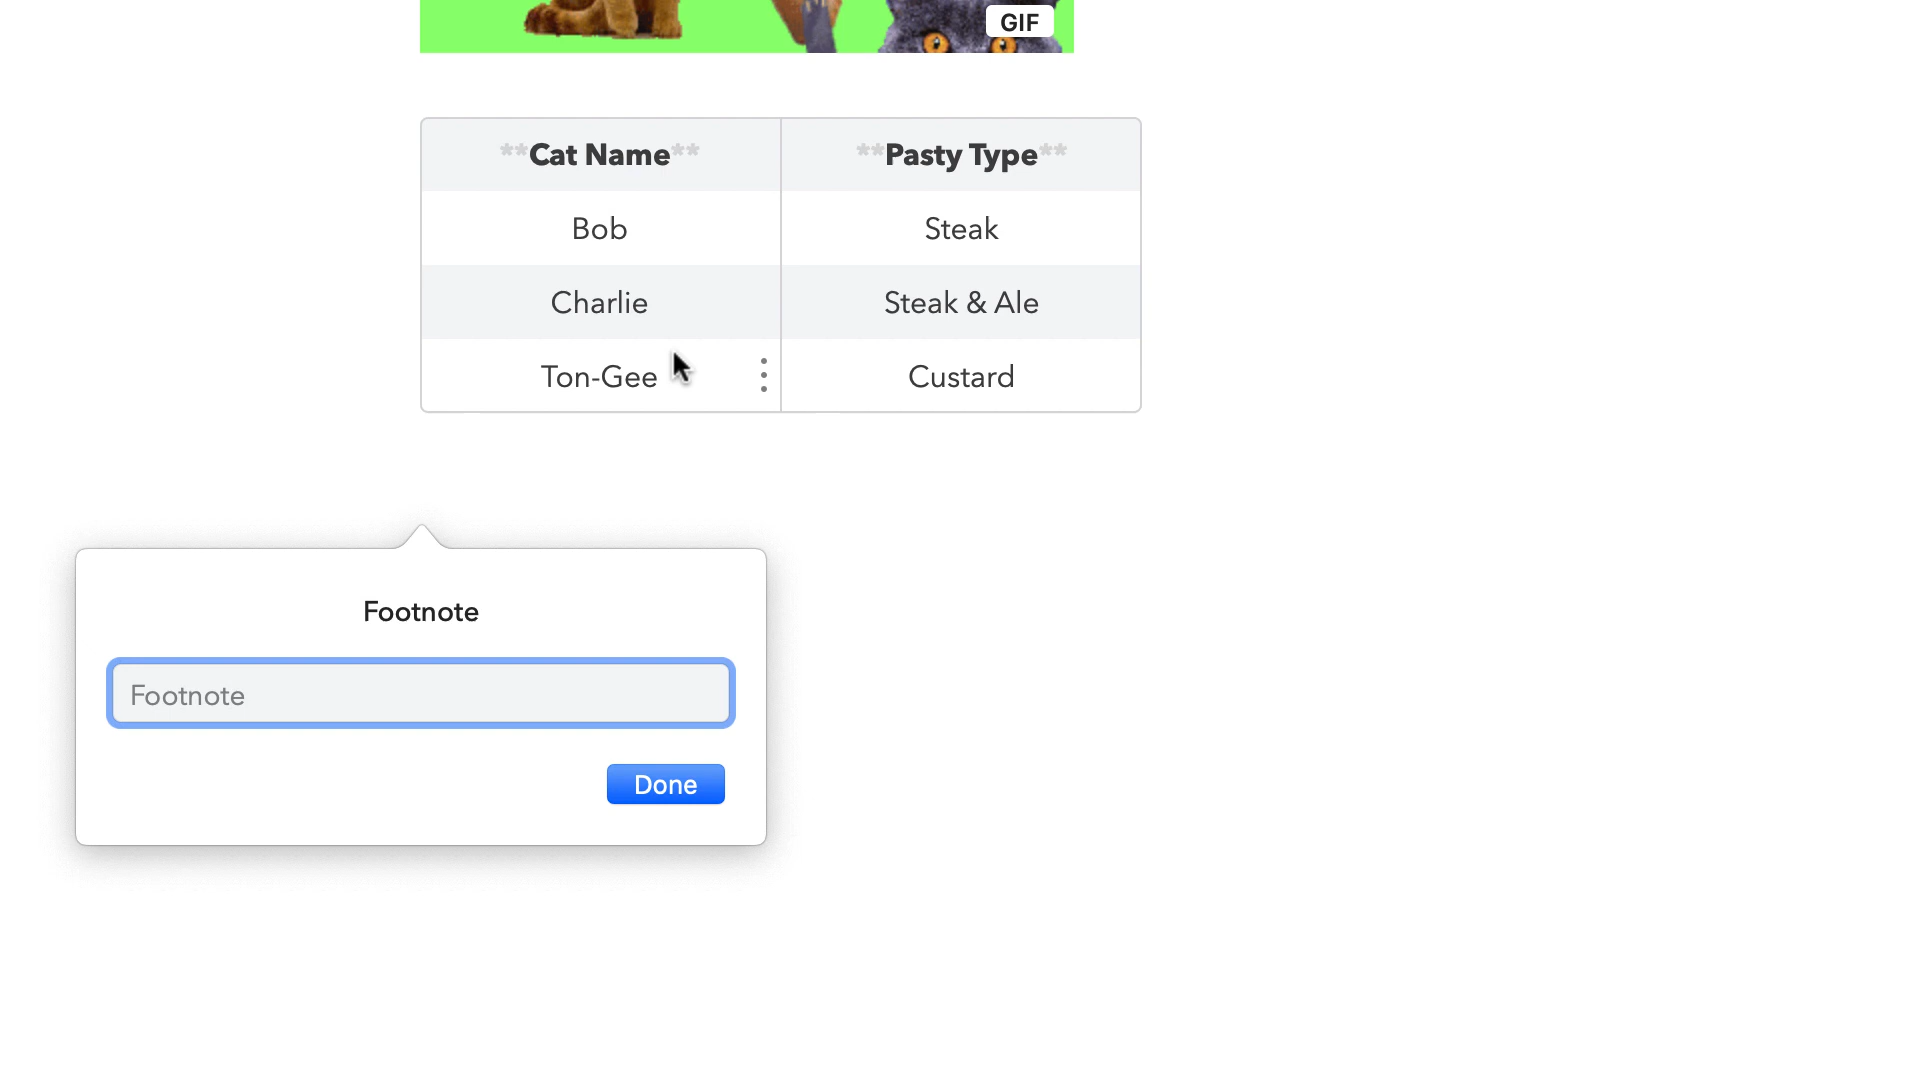 GIF
**Cat Name** **Pasty Type**
Bob Steak
Charlie Steak & Ale
Ton-Gee Custard
Footnote
Footnote
Done